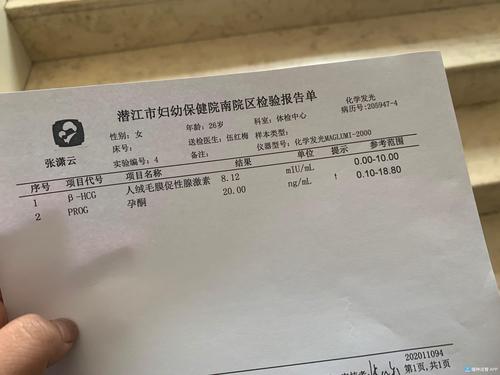 潜江市妇幼保健院南院区检验报告单
化学发光
张潇云 性别: 女 年龄: 26岁 科室: 体检中心 病历号: 205947-4
床号: 送检医生: 伍红梅 样本类型:
实验编号: 4 备注: 仪器型号: 化学发光MAGLUMI-2000
序号 项目代号 项目名称 结果 单位 提示 参考范围
1 β-HCG 人绒毛膜促性腺激素 8.12 mIU/mL 0.00-10.00
2 PROG 孕酮 20.00 ng/mL ↑ 0.10-18.80
202011094
第1页,共1页